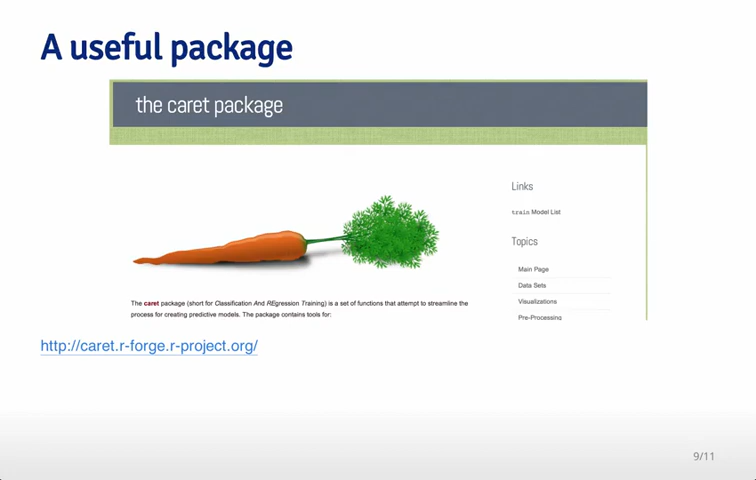 A useful package
the caret package
Links
train Model List
Topics
Main Page
Data Sets
Visualizations
Pre-Processing
The caret package (short for Classification And REgression Training) is a set of functions that attempt to streamline the
process for creating predictive models. The package contains tools for:
http://caret.r-forge.r-project.org/
9/11